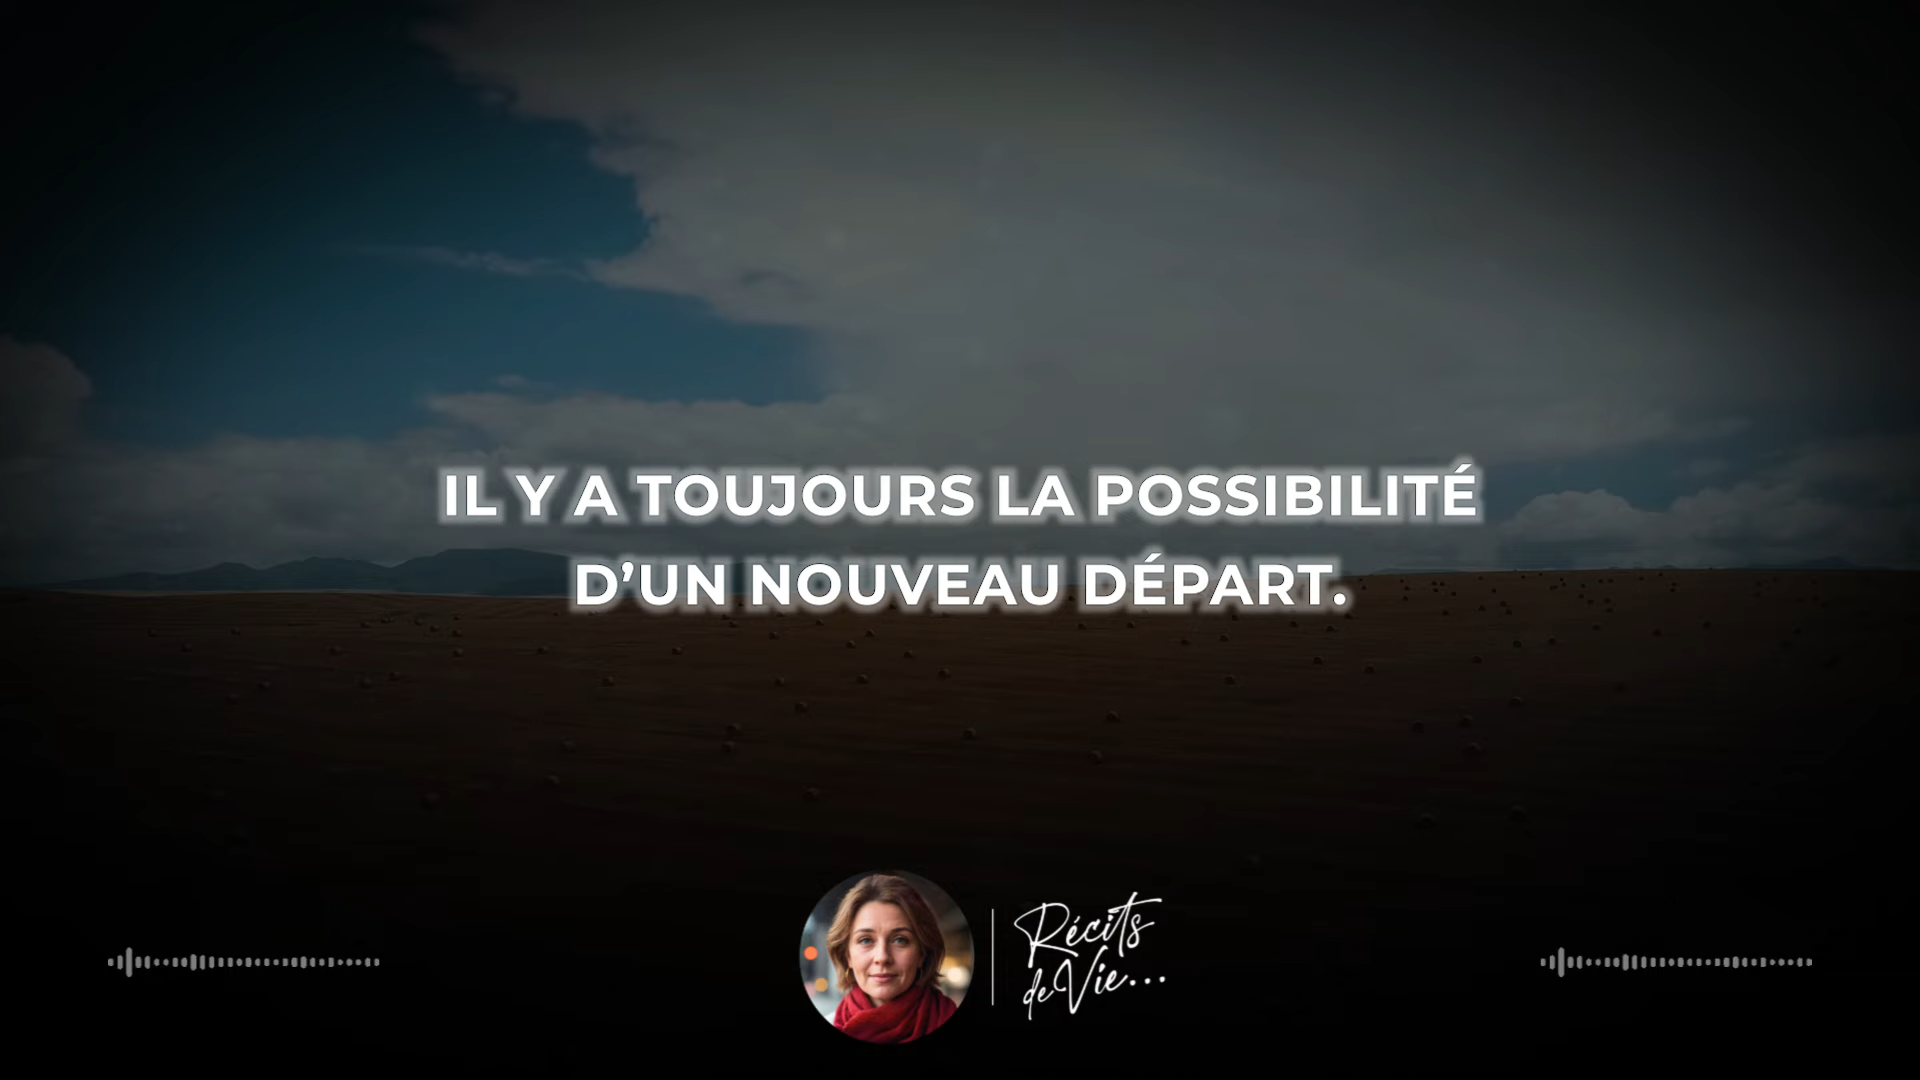 IL Y A TOUJOURS LA POSSIBILITÉ
D’UN NOUVEAU DÉPART.
Récits
de Vie...